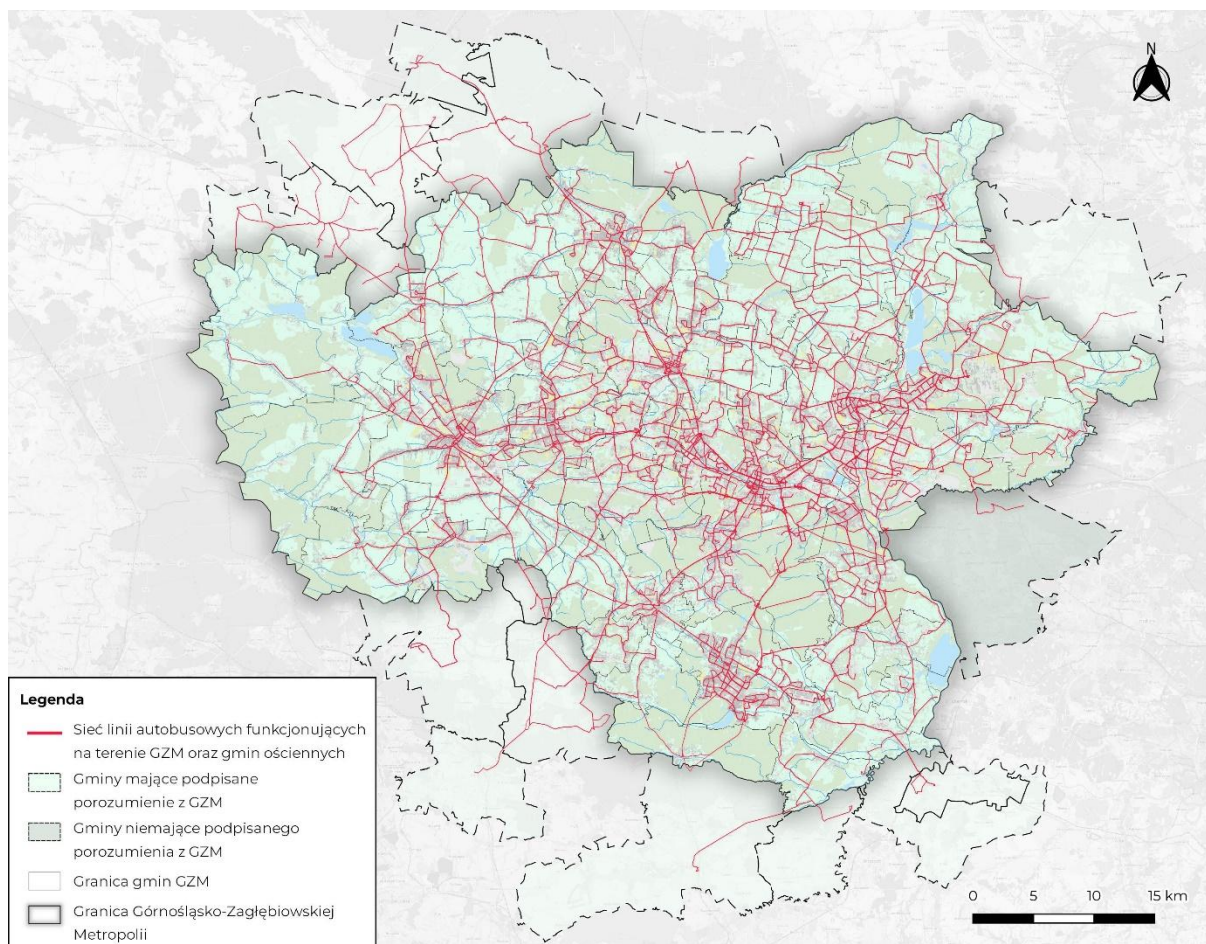 N
Legenda
Sieć linii autobusowych funkcjonujących
na terenie GZM oraz gmin ościennych
Gminy mające podpisane
porozumienie z GZM
Gminy niemające podpisanego
porozumienia z GZM
Granica gmin GZM
Granica Górnośląsko-Zagłębiowskiej
Metropolii
0 5 10 15 km